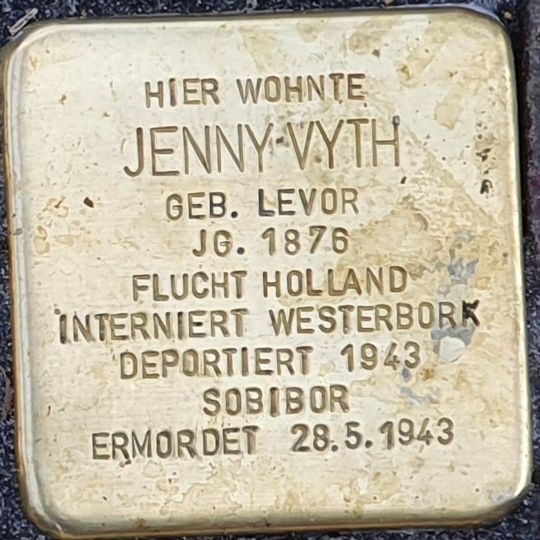 HIER WOHNTE
JENNY VYTH
GEB. LEVOR
JG. 1876
FLUCHT HOLLAND
INTERNIERT WESTERBORK
DEPORTIERT 1943
SOBIBOR
ERMORDET 28.5.1943